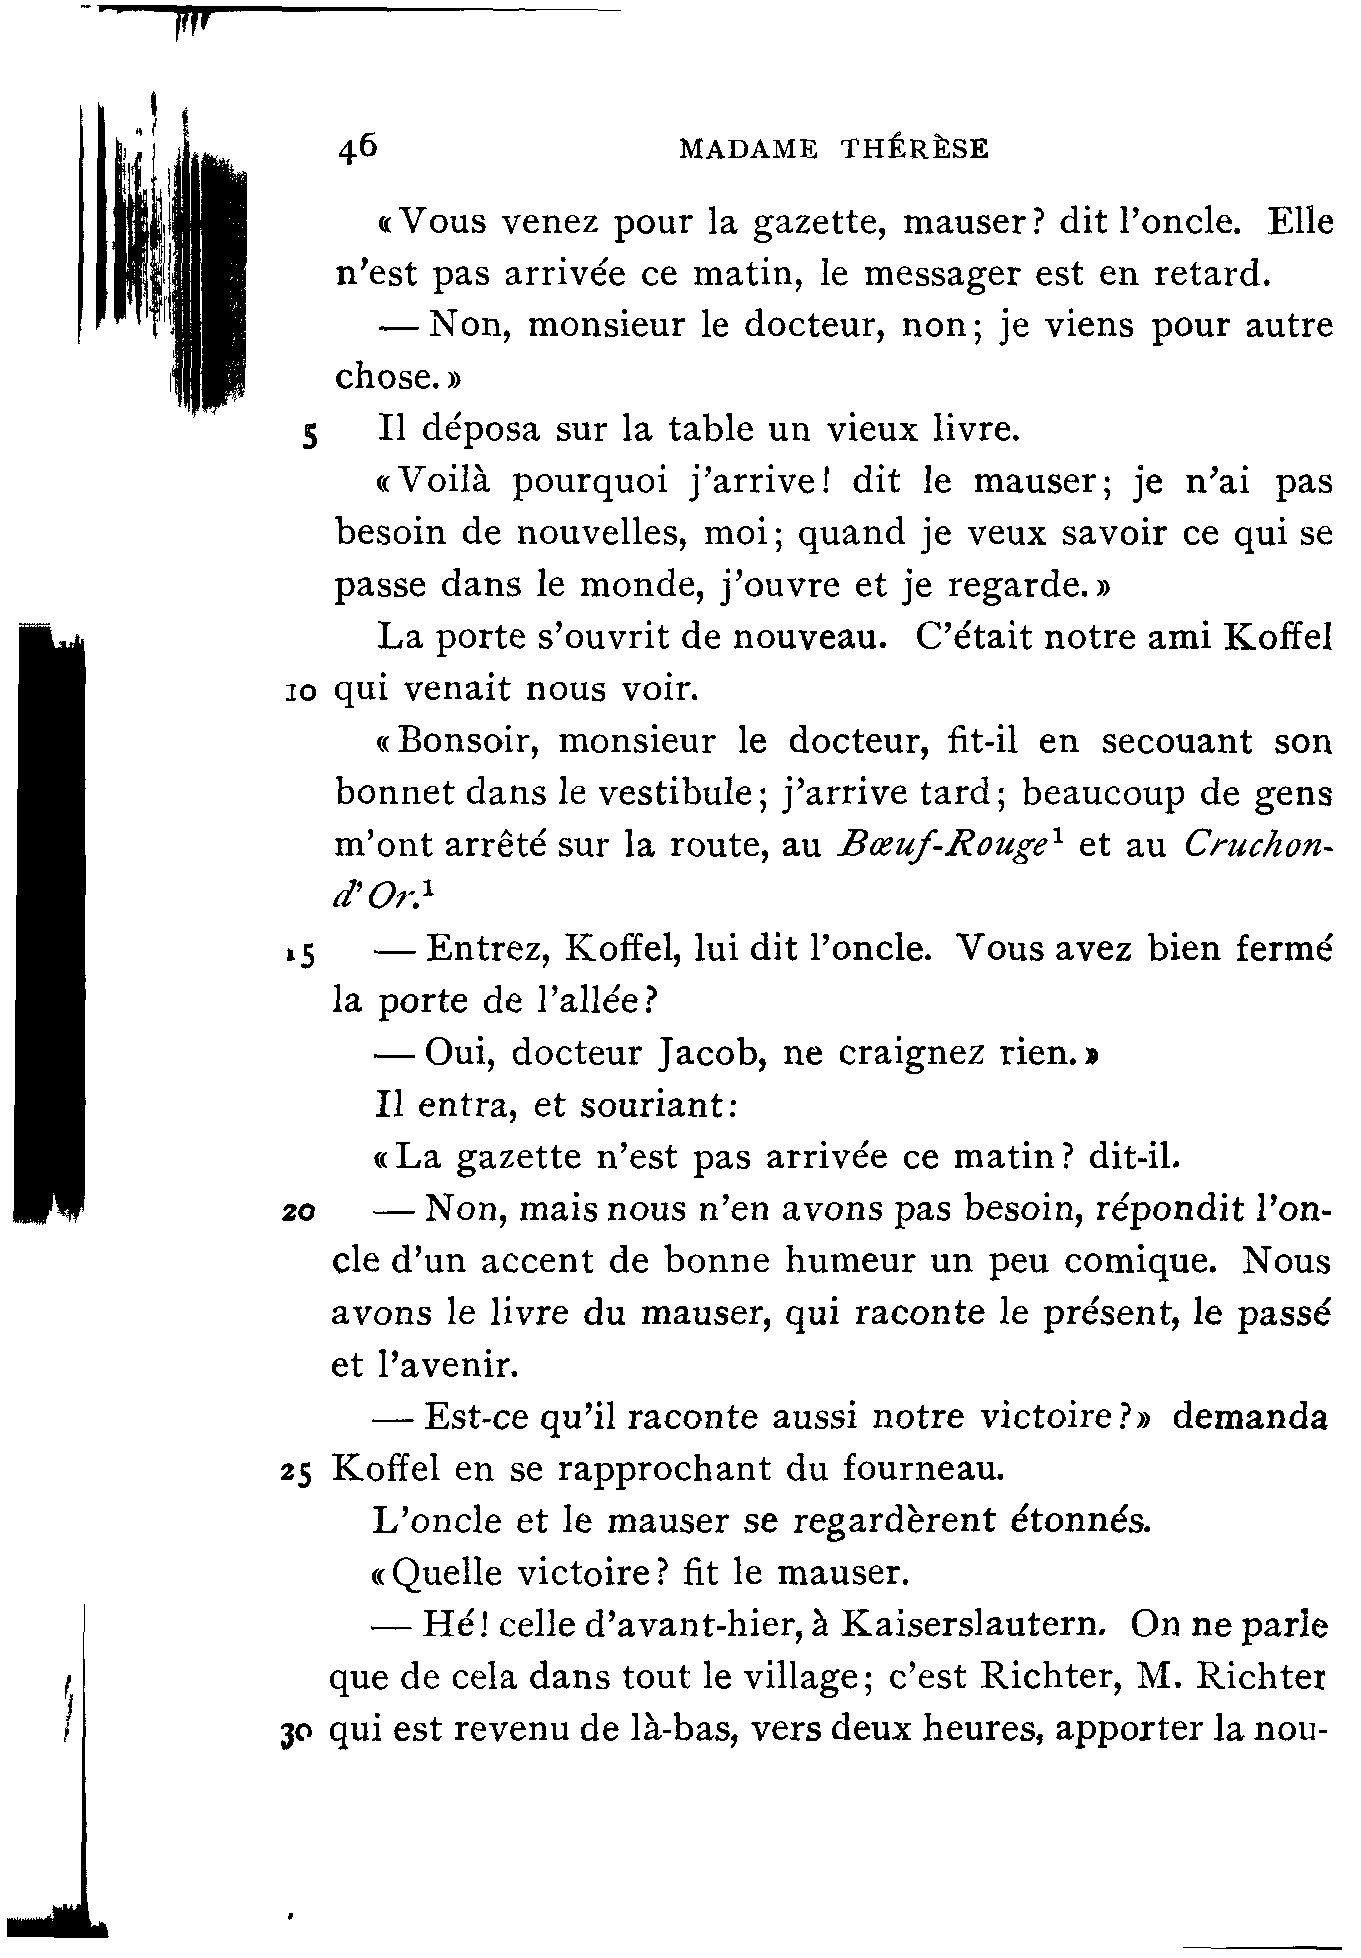 46 MADAME THÉRÈSE
«Vous venez pour la gazette, mauser? dit l'oncle. Elle
n'est pas arrivée ce matin, le messager est en retard.
— Non, monsieur le docteur, non; je viens pour autre
chose.»
5 Il déposa sur la table un vieux livre.
«Voilà pourquoi j'arrive! dit le mauser; je n'ai pas
besoin de nouvelles, moi; quand je veux savoir ce qui se
passe dans le monde, j'ouvre et je regarde.»
La porte s'ouvrit de nouveau. C'était notre ami Koffel
10 qui venait nous voir.
«Bonsoir, monsieur le docteur, fit-il en secouant son
bonnet dans le vestibule; j'arrive tard; beaucoup de gens
m'ont arrêté sur la route, au Bœuf-Rouge¹ et au Cruchon-
d'Or.¹
15 — Entrez, Koffel, lui dit l'oncle. Vous avez bien fermé
la porte de l'allée?
— Oui, docteur Jacob, ne craignez rien.»
Il entra, et souriant:
«La gazette n'est pas arrivée ce matin? dit-il.
20 — Non, mais nous n'en avons pas besoin, répondit l'on-
cle d'un accent de bonne humeur un peu comique. Nous
avons le livre du mauser, qui raconte le présent, le passé
et l'avenir.
— Est-ce qu'il raconte aussi notre victoire?» demanda
25 Koffel en se rapprochant du fourneau.
L'oncle et le mauser se regardèrent étonnés.
«Quelle victoire? fit le mauser.
— Hé! celle d'avant-hier, à Kaiserslautern. On ne parle
que de cela dans tout le village; c'est Richter, M. Richter
30 qui est revenu de là-bas, vers deux heures, apporter la nou-